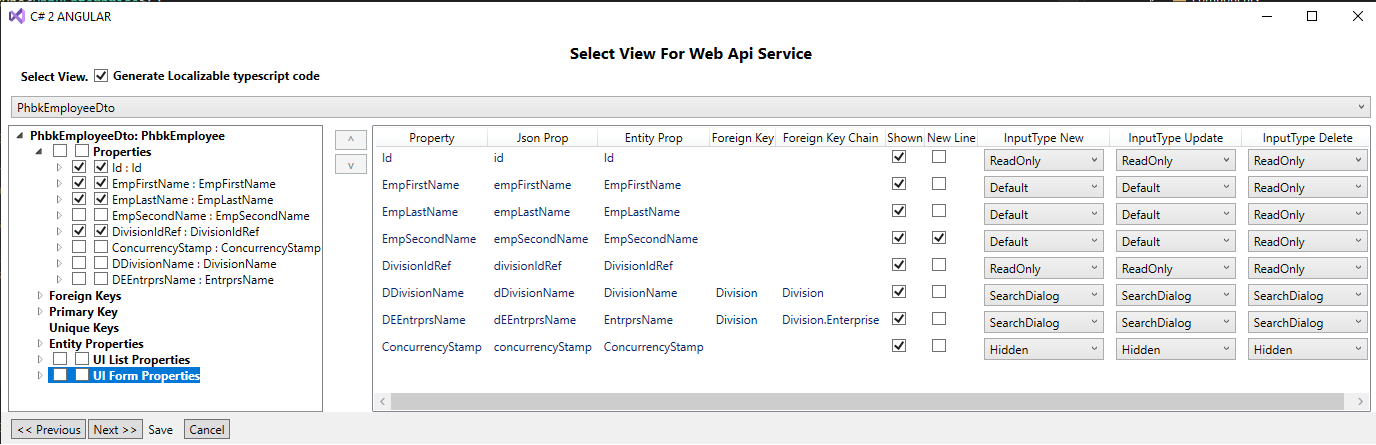 C# 2 ANGULAR
Select View For Web Api Service
Select View. Generate Localizable typescript code
PhbkEmployeeDto
PhbkEmployeeDto: PhbkEmployee
Properties
Id : Id
EmpFirstName : EmpFirstName
EmpLastName : EmpLastName
EmpSecondName : EmpSecondName
DivisionIdRef : DivisionIdRef
ConcurrencyStamp : ConcurrencyStamp
DDivisionName : DivisionName
DEEntrprsName : EntrprsName
Foreign Keys
Primary Key
Unique Keys
Entity Properties
UI List Properties
UI Form Properties
Property Json Prop Entity Prop Foreign Key Foreign Key Chain Shown New Line InputType New InputType Update InputType Delete
Id id Id ReadOnly ReadOnly ReadOnly
EmpFirstName empFirstName EmpFirstName Default Default ReadOnly
EmpLastName empLastName EmpLastName Default Default ReadOnly
EmpSecondName empSecondName EmpSecondName Default Default ReadOnly
DivisionIdRef divisionIdRef DivisionIdRef ReadOnly ReadOnly ReadOnly
DDivisionName dDivisionName DivisionName Division Division SearchDialog SearchDialog SearchDialog
DEEntrprsName dEEntrprsName EntrprsName Division Division.Enterprise SearchDialog SearchDialog SearchDialog
ConcurrencyStamp concurrencyStamp ConcurrencyStamp Hidden Hidden Hidden
<< Previous Next >> Save Cancel